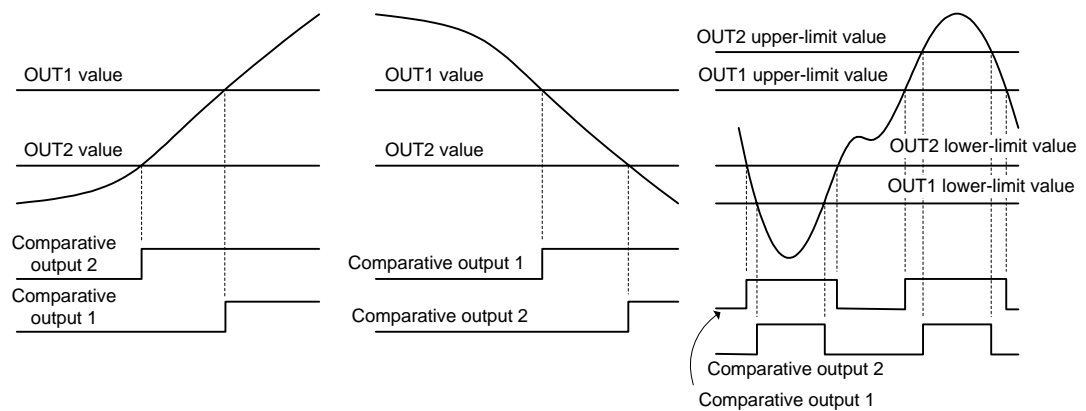 OUT1 value
OUT2 value
Comparative
output 2
Comparative
output 1
OUT1 value
OUT2 value
Comparative output 1
Comparative output 2
OUT2 upper-limit value
OUT1 upper-limit value
OUT2 lower-limit value
OUT1 lower-limit value
Comparative output 2
Comparative output 1